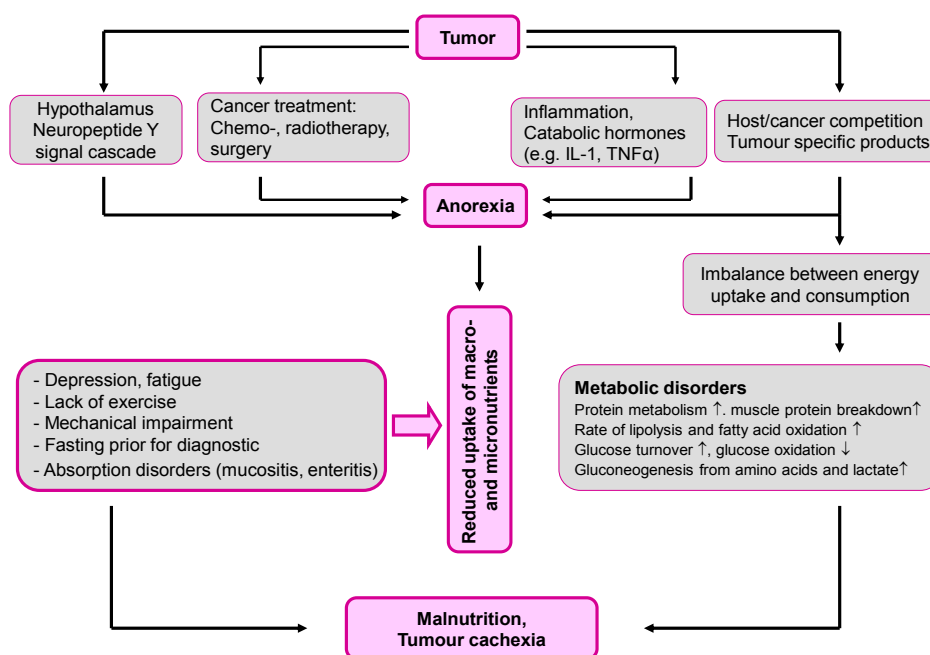 Tumor
Hypothalamus
Neuropeptide Y
signal cascade
Cancer treatment:
Chemo-, radiotherapy,
surgery
Inflammation,
Catabolic hormones
(e.g. IL-1, TNFα)
Host/cancer competition
Tumour specific products
Anorexia
Imbalance between energy
uptake and consumption
Reduced uptake of macro-
and micronutrients
- Depression, fatigue
- Lack of exercise
- Mechanical impairment
- Fasting prior for diagnostic
- Absorption disorders (mucositis, enteritis)
Metabolic disorders
Protein metabolism ↑. muscle protein breakdown↑
Rate of lipolysis and fatty acid oxidation ↑
Glucose turnover ↑, glucose oxidation ↓
Gluconeogenesis from amino acids and lactate↑
Malnutrition,
Tumour cachexia